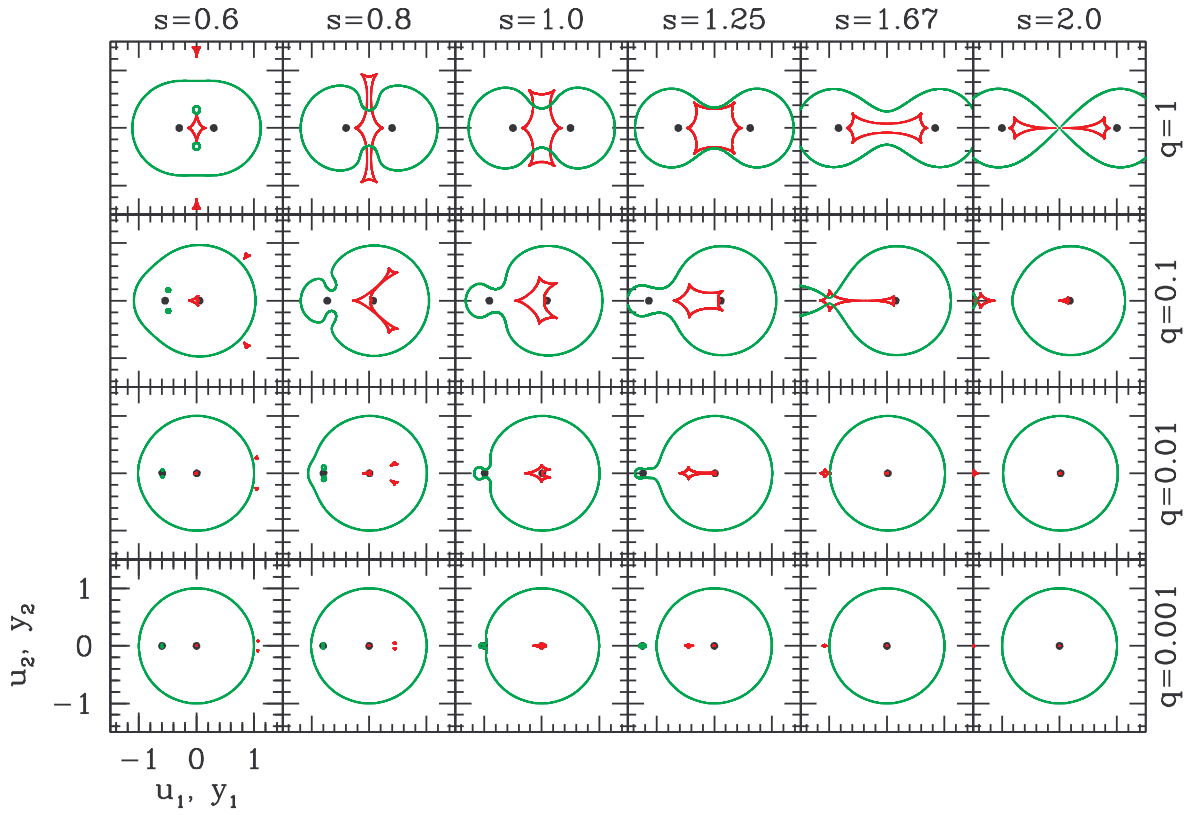 s=0.6 s=0.8 s=1.0 s=1.25 s=1.67 s=2.0
q=1
q=0.1
q=0.01
q=0.001
1
0
−1
u2, y2
−1 0 1
u1, y1